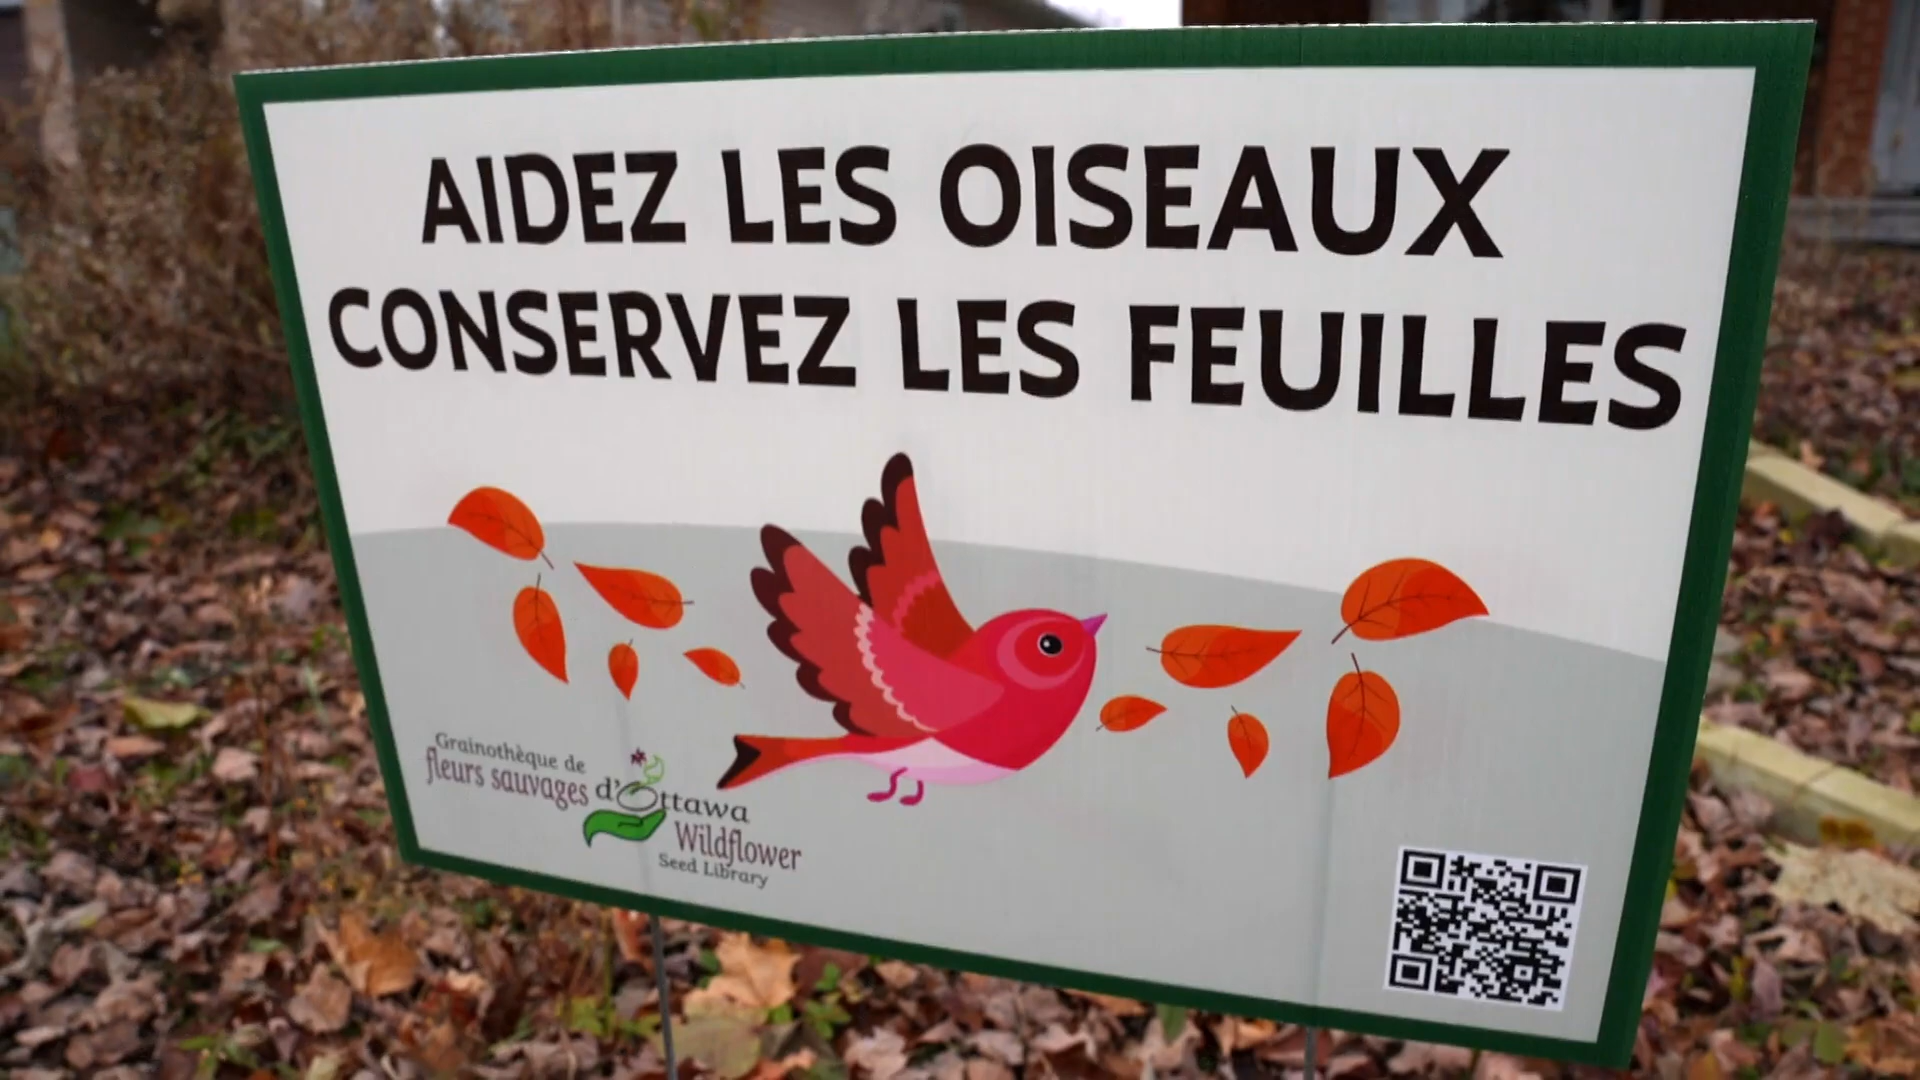 AIDEZ LES OISEAUX
CONSERVEZ LES FEUILLES
Grainothèque de
fleurs sauvages d'Ottawa
Wildflower
Seed Library